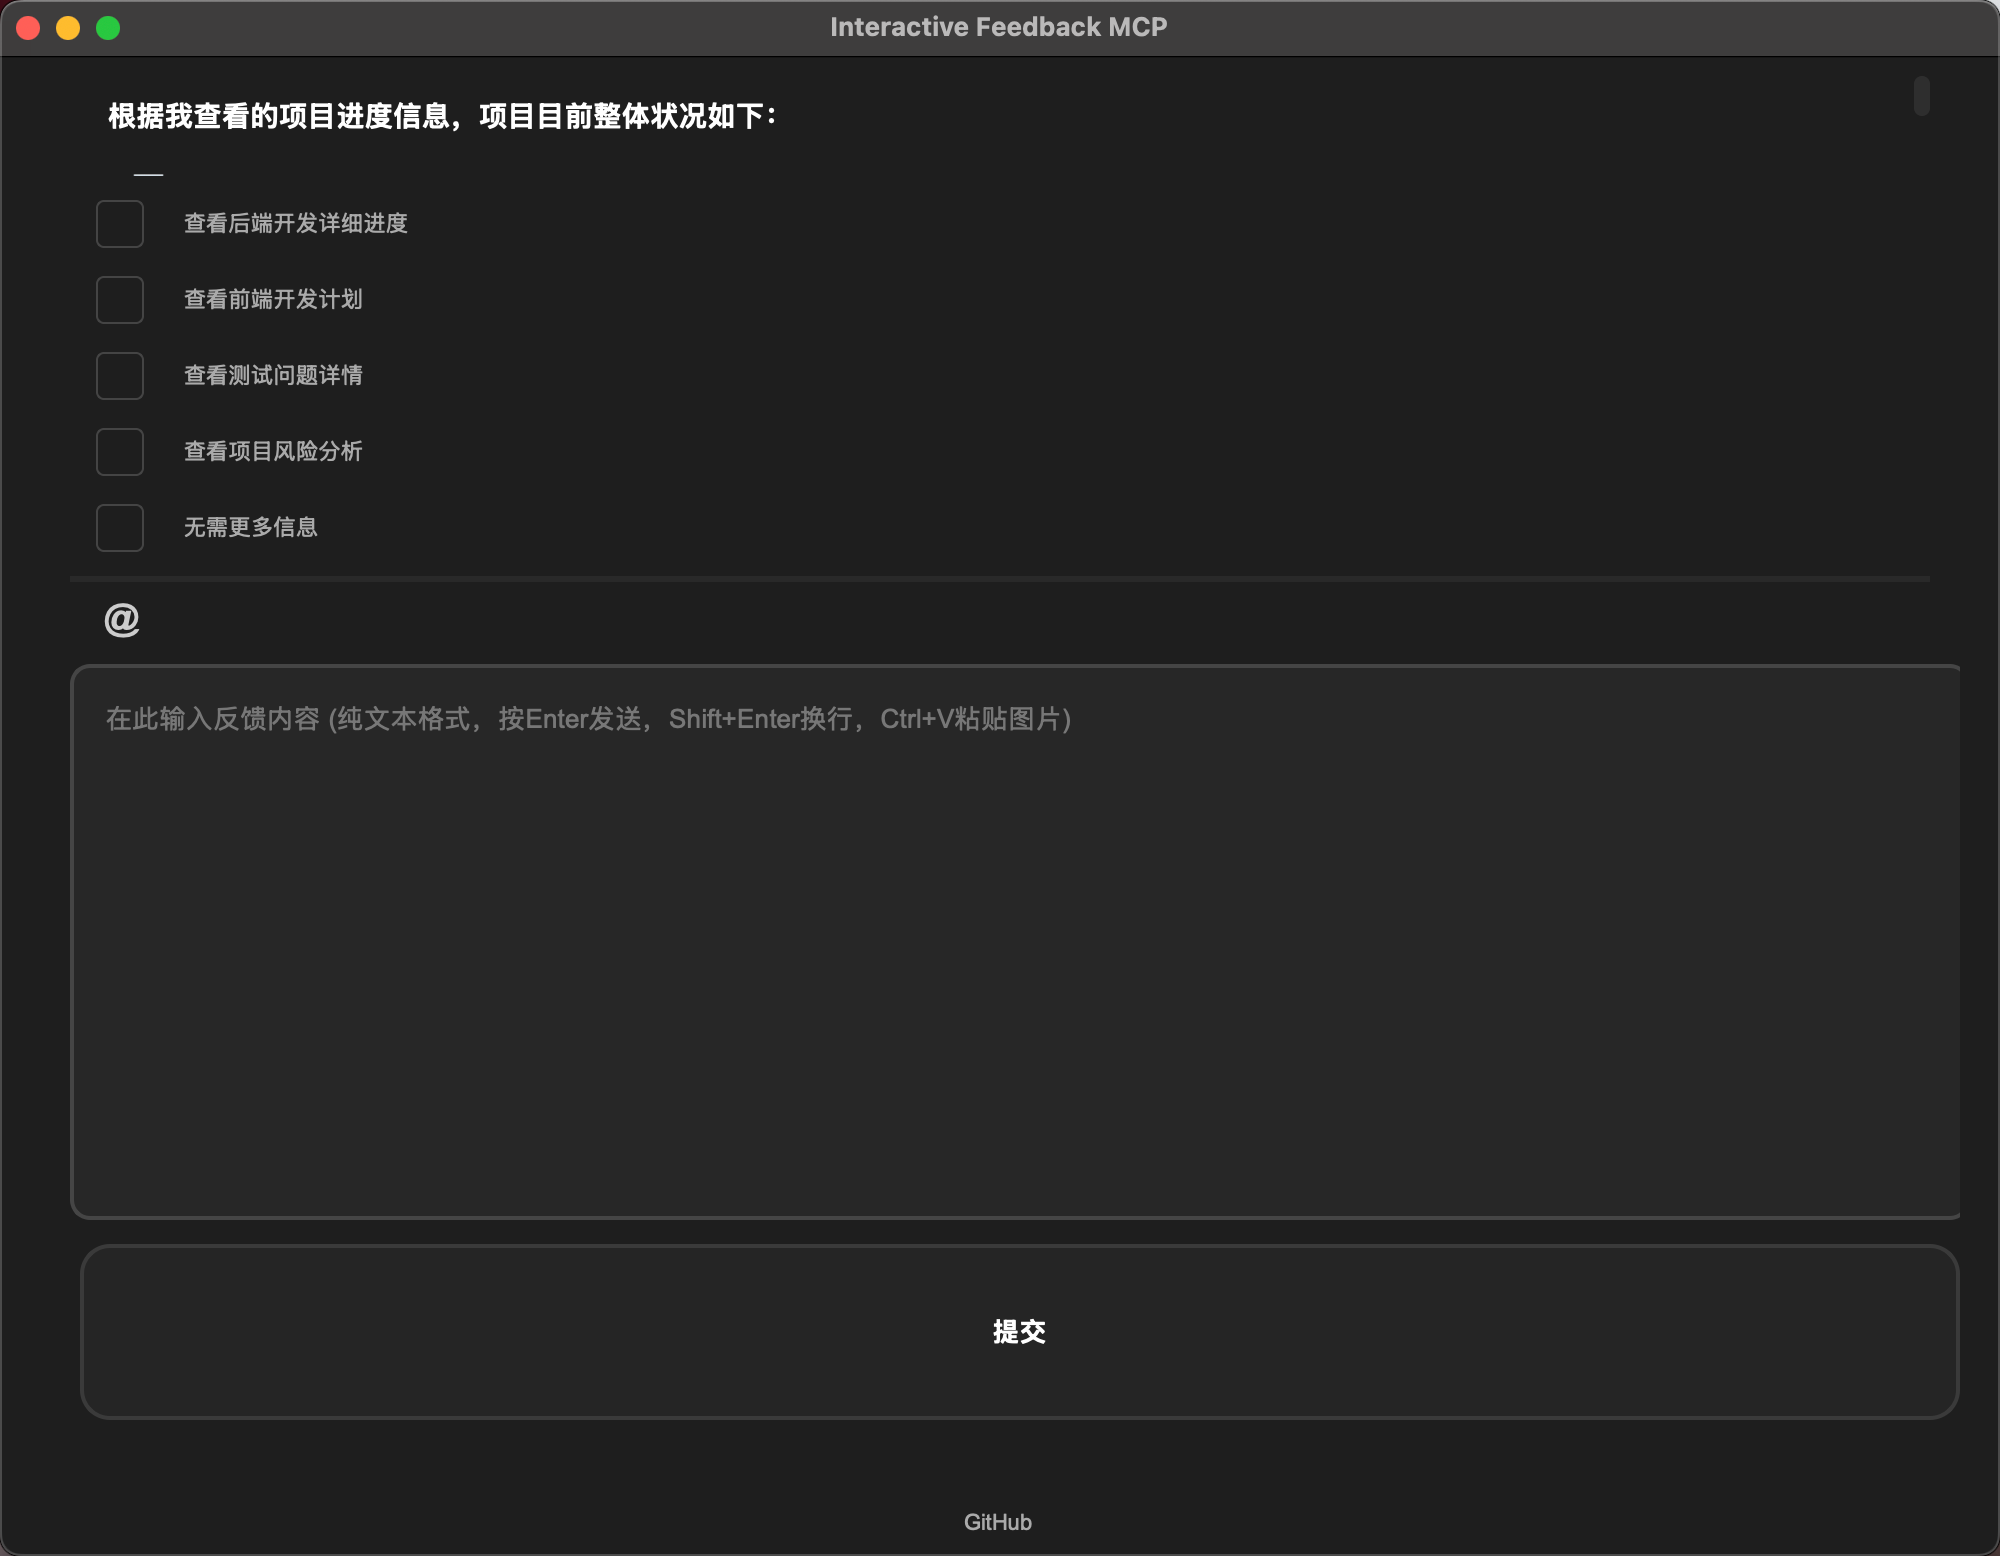 Interactive Feedback MCP
根据我查看的项目进度信息，项目目前整体状况如下：
查看后端开发详细进度
查看前端开发计划
查看测试问题详情
查看项目风险分析
无需更多信息
@
在此输入反馈内容 (纯文本格式，按Enter发送，Shift+Enter换行，Ctrl+V粘贴图片)
提交
GitHub